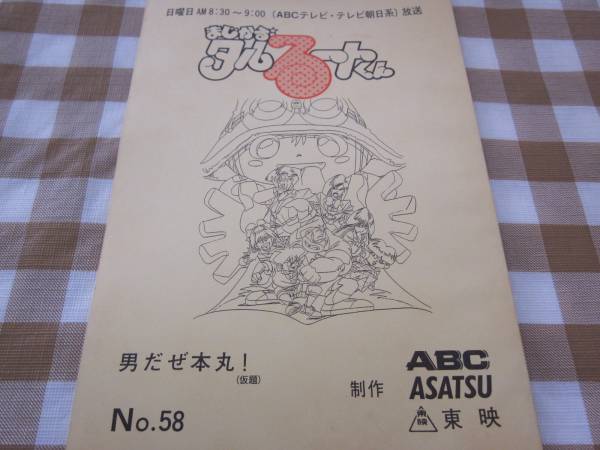 日曜日 AM 8:30〜9:00 (ABCテレビ・テレビ朝日系) 放送
まじかる☆
タルるートくん
男だぜ本丸!
(仮題)
No.58
制作
ABC
ASATSU
東映 東映